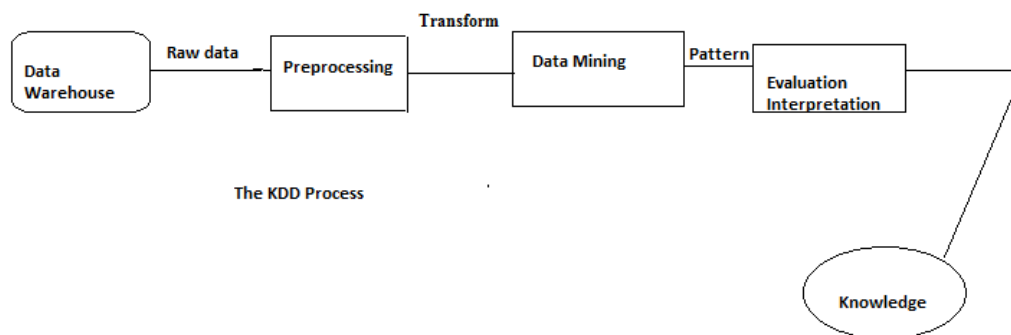 Transform
Data
Warehouse
Raw data
Preprocessing
Data Mining
Pattern
Evaluation
Interpretation
The KDD Process
Knowledge